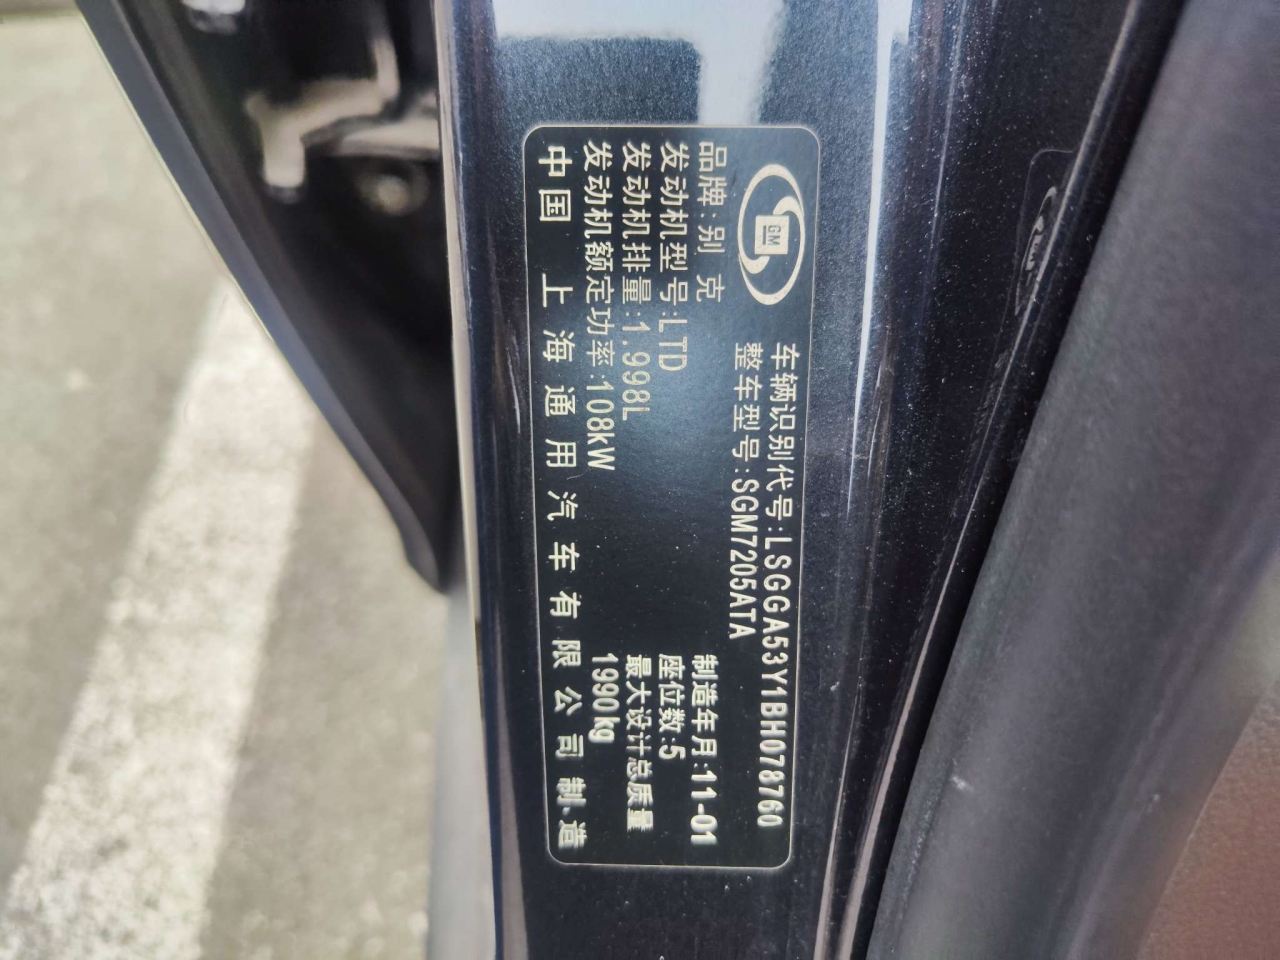 GM
车辆识别代号:LSGGA53Y1BH078760
整车型号:SGM7205ATA
品牌:别克
发动机型号:LTD
制造年月:11-01
发动机排量:1.998L
座位数:5
发动机额定功率:108kW
最大设计总质量
1990kg
中国 上海通用汽车有限公司制造